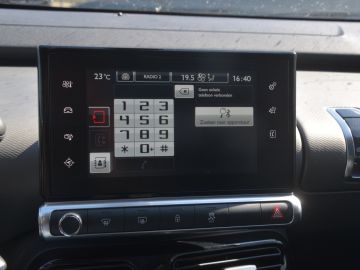 23°C RADIO 2 19.5 16:40
Geen enkele
telefoon verbonden
1 2 3
4 5 6
7 8 9
* 0+ #
Zoeken naar apparatuur